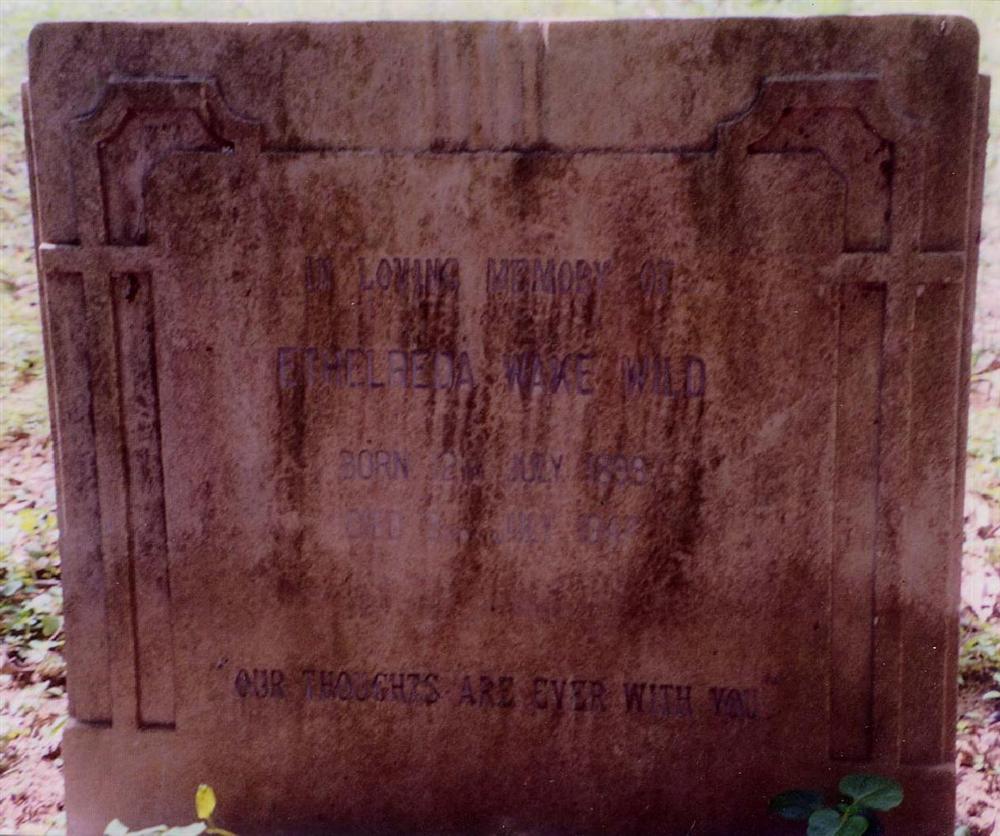 IN LOVING MEMORY OF
ETHELREDA WAKE WILD
BORN JULY
DIED JULY
"OUR THOUGHTS ARE EVER WITH YOU"